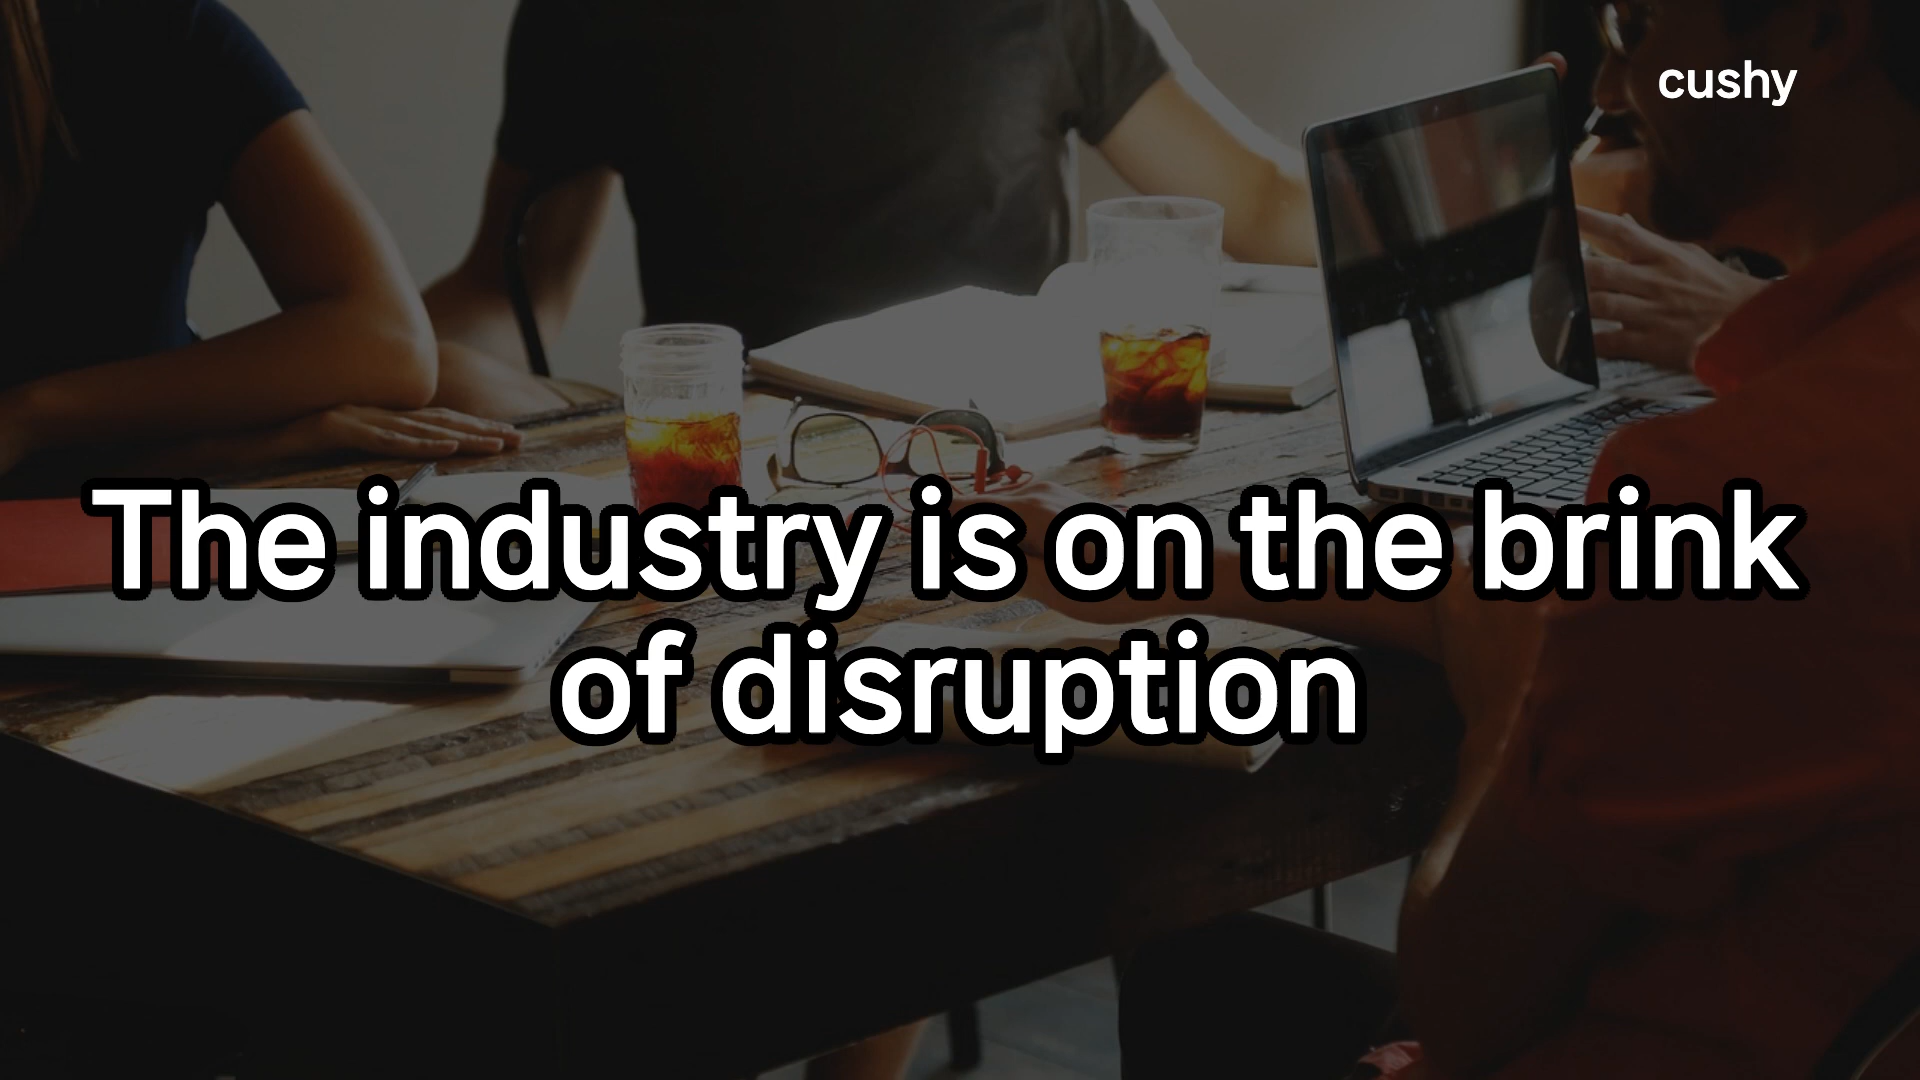 cushy
The industry is on the brink
of disruption